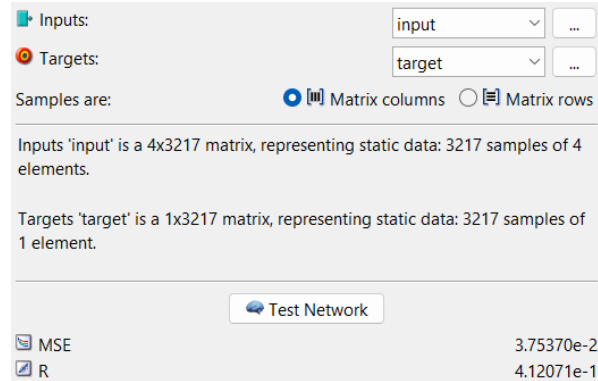 Inputs: input ...
Targets: target ...
Samples are: Matrix columns Matrix rows
Inputs 'input' is a 4x3217 matrix, representing static data: 3217 samples of 4
elements.
Targets 'target' is a 1x3217 matrix, representing static data: 3217 samples of
1 element.
Test Network
MSE 3.75370e-2
R 4.12071e-1